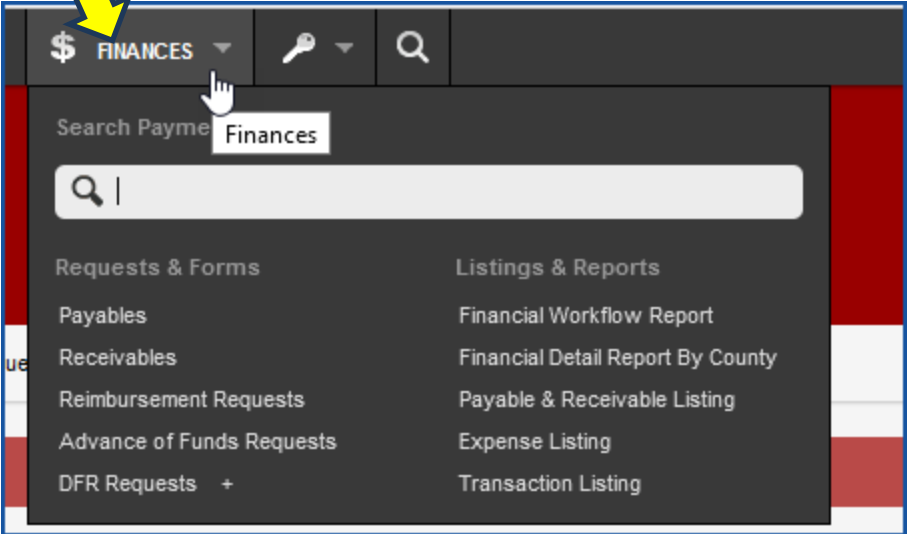 $ FINANCES
Search Payme
Finances
Requests & Forms
Payables
Receivables
Reimbursement Requests
Advance of Funds Requests
DFR Requests +
Listings & Reports
Financial Workflow Report
Financial Detail Report By County
Payable & Receivable Listing
Expense Listing
Transaction Listing
ue